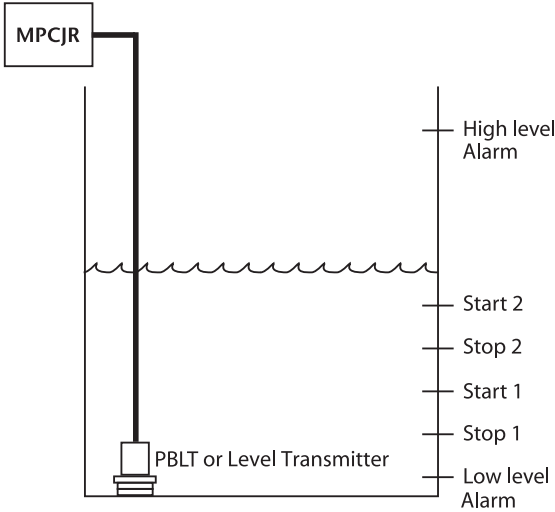 MPCJR
High level
Alarm
Start 2
Stop 2
Start 1
Stop 1
PBLT or Level Transmitter
Low level
Alarm